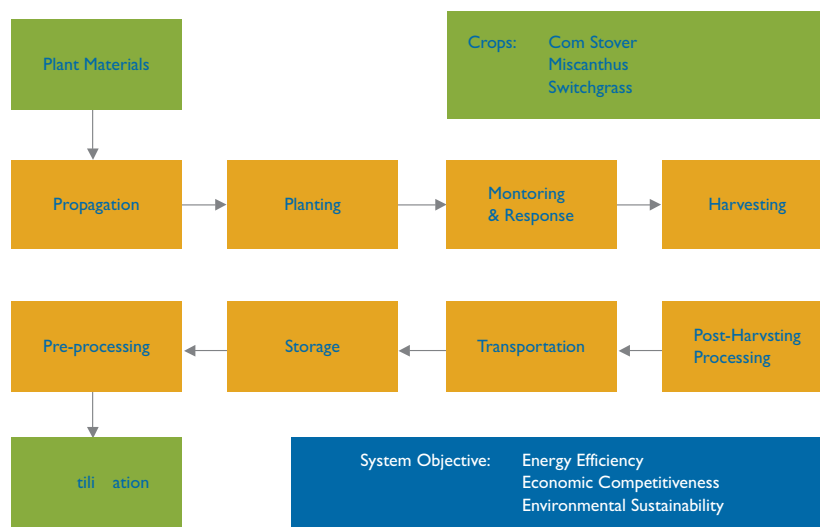 Plant Materials
Crops: Com Stover
Miscanthus
Switchgrass
Propagation
Planting
Montoring
& Response
Harvesting
Pre-processing
Storage
Transportation
Post-Harvsting
Processing
tili ation
System Objective: Energy Efficiency
Economic Competitiveness
Environmental Sustainability